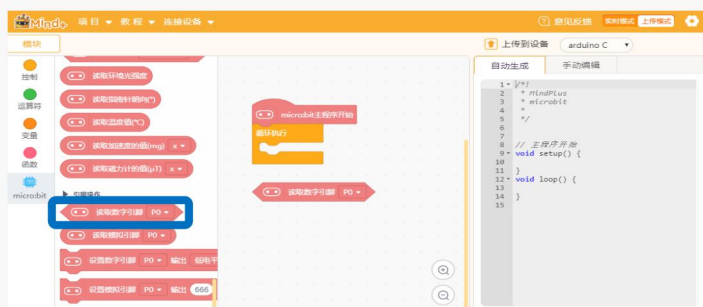 Mind+ 项目 教程 连接设备 意见反馈 实时模式 上传模式
模块
上传到设备 arduino C
自动生成 手动编辑
控制
运算符
变量
函数
micro:bit
读取环境光强度
读取指南针朝向(°)
读取温度值(℃)
读取加速度的值(mg) x
读取磁力计的值(μT) x
引脚操作
读取数字引脚 P0
读取模拟引脚 P0
设置数字引脚 P0 输出 低电平
设置模拟引脚 P0 输出 666
micro:bit主程序开始
循环执行
读取数字引脚 P0
1 /*!
2 * MindPlus
3 * microbit
4 *
5 */
6
7
8 // 主程序开始
9 void setup() {
10
11 }
12 void loop() {
13
14 }
15